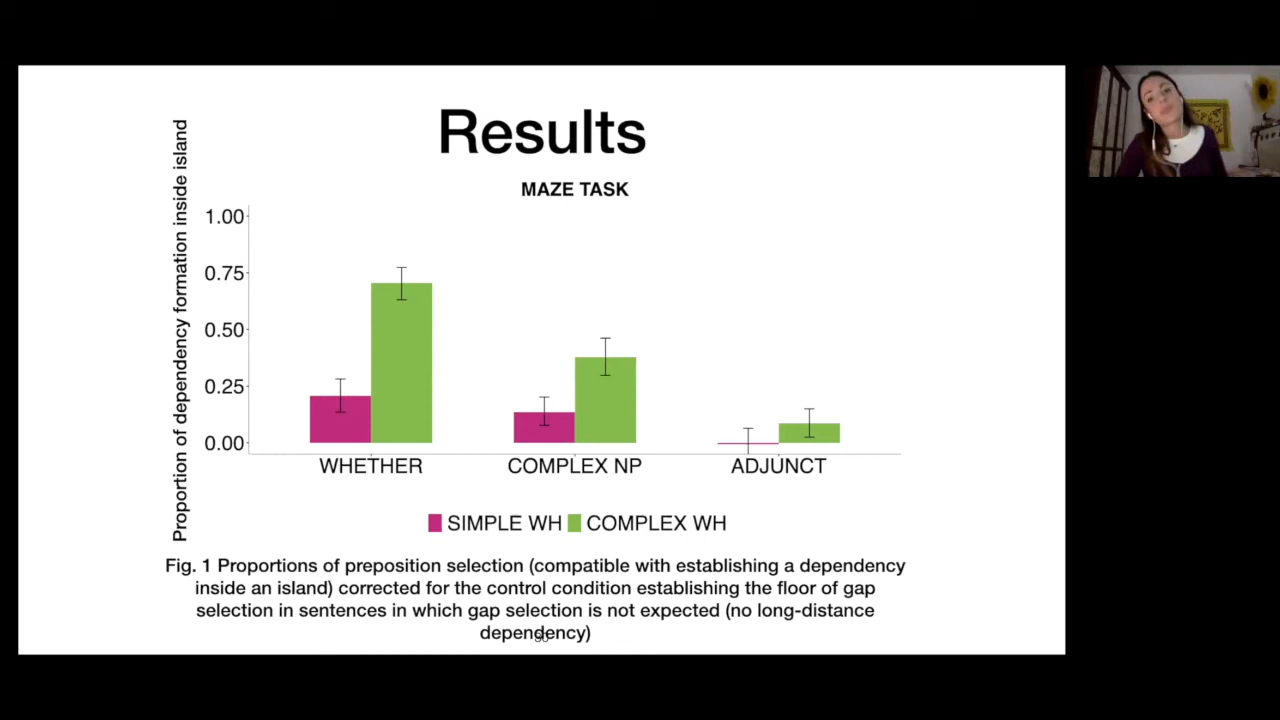 Results
MAZE TASK
Proportion of dependency formation inside island
1.00
0.75
0.50
0.25
0.00
WHETHER COMPLEX NP ADJUNCT
SIMPLE WH COMPLEX WH
Fig. 1 Proportions of preposition selection (compatible with establishing a dependency
inside an island) corrected for the control condition establishing the floor of gap
selection in sentences in which gap selection is not expected (no long-distance
dependency)